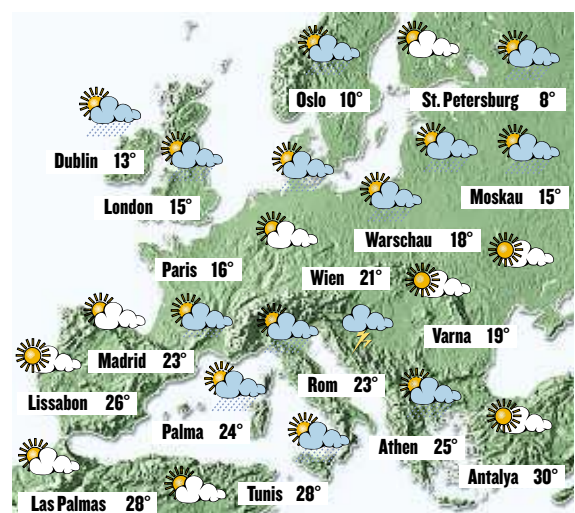 Oslo 10°
St. Petersburg 8°
Dublin 13°
London 15°
Moskau 15°
Warschau 18°
Paris 16°
Wien 21°
Varna 19°
Madrid 23°
Rom 23°
Lissabon 26°
Palma 24°
Athen 25°
Antalya 30°
Las Palmas 28°
Tunis 28°